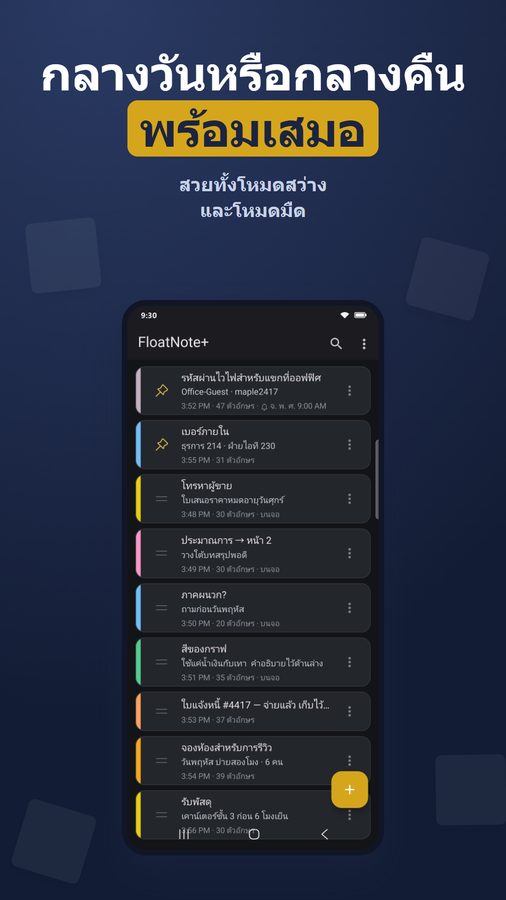 กลางวันหรือกลางคืน
พร้อมเสมอ
สวยทั้งโหมดสว่าง
และโหมดมืด
9:30
FloatNote+
รหัสผ่านไวไฟสำหรับแขกที่ออฟฟิศ
Office-Guest · maple2417
3:52 PM · 47 ตัวอักษร · จ. พ. ศ. 9:00 AM
เบอร์ภายใน
ธุรการ 214 · ฝ่ายไอที 230
3:55 PM · 31 ตัวอักษร
โทรหาผู้ขาย
ใบเสนอราคาหมดอายุวันศุกร์
3:48 PM · 30 ตัวอักษร · บนจอ
ประมาณการ → หน้า 2
วางใต้บทสรุปพอดี
3:49 PM · 30 ตัวอักษร · บนจอ
ภาคผนวก?
ถามก่อนวันพฤหัส
3:50 PM · 20 ตัวอักษร · บนจอ
สีของกราฟ
ใช้แค่น้ำเงินกับเทา คำอธิบายไว้ด้านล่าง
3:51 PM · 35 ตัวอักษร · บนจอ
ใบแจ้งหนี้ #4417 — จ่ายแล้ว เก็บไว้…
3:53 PM · 37 ตัวอักษร
จองห้องสำหรับการรีวิว
วันพฤหัส บ่ายสองโมง · 6 คน
3:54 PM · 39 ตัวอักษร
รับพัสดุ
เคาน์เตอร์ชั้น 3 ก่อน 6 โมงเย็น
3:56 PM · 30 ตัวอักษร